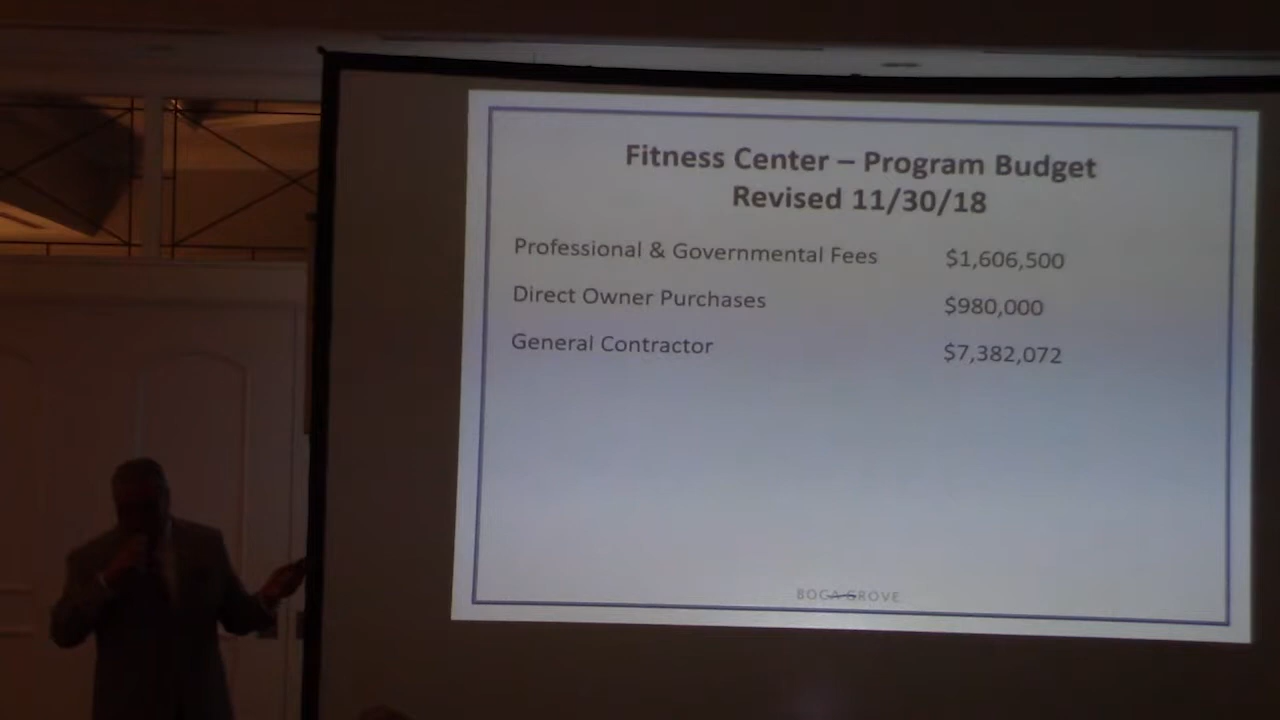 Fitness Center – Program Budget
Revised 11/30/18
Professional & Governmental Fees $1,606,500
Direct Owner Purchases $980,000
General Contractor $7,382,072
BOCA GROVE